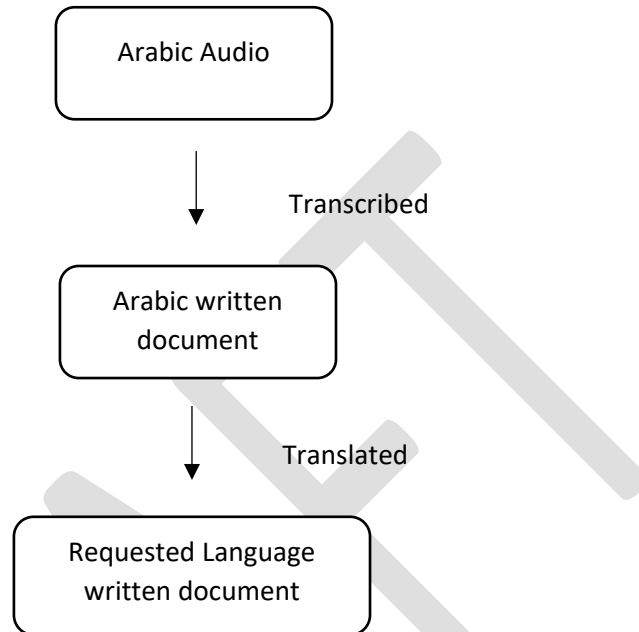 Arabic Audio
Transcribed
Arabic written
document
Translated
Requested Language
written document